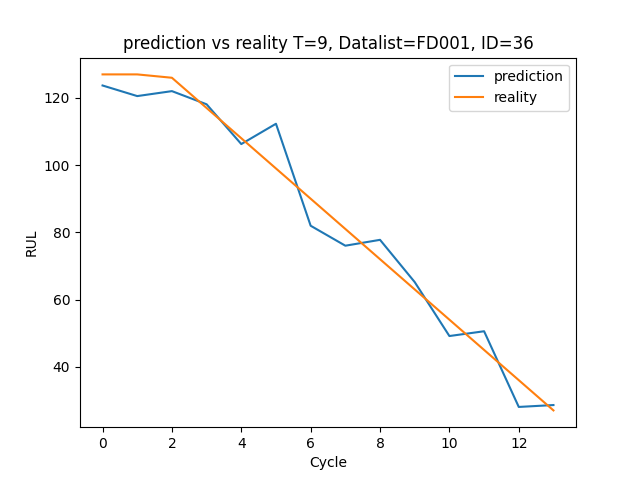 prediction vs reality T=9, Datalist=FD001, ID=36
prediction
reality
120
100
80
60
40
RUL
0 2 4 6 8 10 12
Cycle